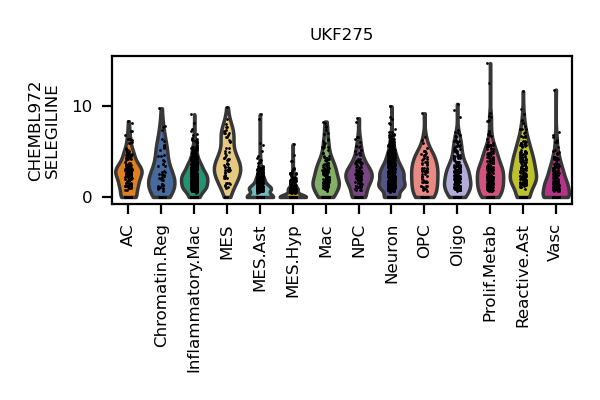 UKF275
CHEMBL972
SELEGILINE
10
0
AC
Chromatin.Reg
Inflammatory.Mac
MES
MES.Ast
MES.Hyp
Mac
NPC
Neuron
OPC
Oligo
Prolif.Metab
Reactive.Ast
Vasc